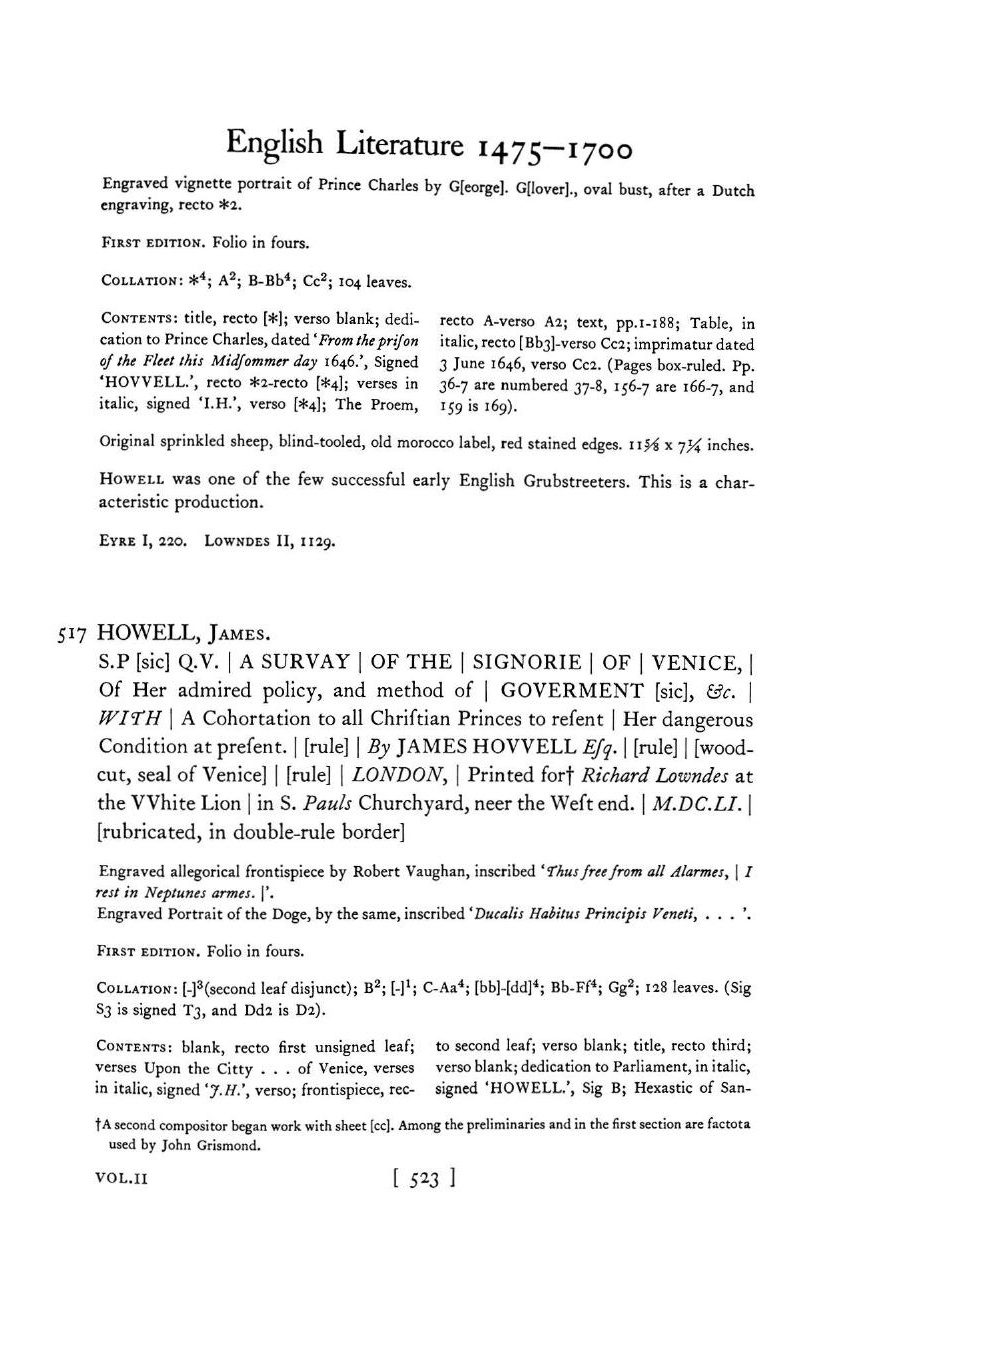 English Literature 1475—1700
Engraved vignette portrait of Prince Charles by G[eorge]. G[lover]., oval bust, after a Dutch
engraving, recto *2.
First edition. Folio in fours.
Collation: *⁴; A²; B-Bb⁴; Cc²; 104 leaves.
Contents: title, recto [*]; verso blank; dedi-
cation to Prince Charles, dated ‘From the priſon
of the Fleet this Midſommer day 1646.’, Signed
‘HOVVELL.’, recto *2-recto [*4]; verses in
italic, signed ‘I.H.’, verso [*4]; The Proem,
recto A-verso A2; text, pp.1-188; Table, in
italic, recto [Bb3]-verso Cc2; imprimatur dated
3 June 1646, verso Cc2. (Pages box-ruled. Pp.
36-7 are numbered 37-8, 156-7 are 166-7, and
159 is 169).
Original sprinkled sheep, blind-tooled, old morocco label, red stained edges. 11⅝ x 7¼ inches.
Howell was one of the few successful early English Grubstreeters. This is a char-
acteristic production.
Eyre I, 220. Lowndes II, 1129.
517 HOWELL, James.
S.P [sic] Q.V. | A SURVAY | OF THE | SIGNORIE | OF | VENICE, |
Of Her admired policy, and method of | GOVERMENT [sic], &c. |
WITH | A Cohortation to all Chriſtian Princes to reſent | Her dangerous
Condition at preſent. | [rule] | By JAMES HOVVELL Eſq. | [rule] | [wood-
cut, seal of Venice] | [rule] | LONDON, | Printed for† Richard Lowndes at
the VVhite Lion | in S. Pauls Churchyard, neer the Weſt end. | M.DC.LI. |
[rubricated, in double-rule border]
Engraved allegorical frontispiece by Robert Vaughan, inscribed ‘Thus free from all Alarmes, | I
rest in Neptunes armes. |’.
Engraved Portrait of the Doge, by the same, inscribed ‘Ducalis Habitus Principis Veneti, . . . ’.
First edition. Folio in fours.
Collation: [-]³(second leaf disjunct); B²; [-]¹; C-Aa⁴; [bb]-[dd]⁴; Bb-Ff⁴; Gg²; 128 leaves. (Sig
S3 is signed T3, and Dd2 is D2).
Contents: blank, recto first unsigned leaf;
verses Upon the Citty . . . of Venice, verses
in italic, signed ‘J.H.’, verso; frontispiece, rec-
to second leaf; verso blank; title, recto third;
verso blank; dedication to Parliament, in italic,
signed ‘HOWELL.’, Sig B; Hexastic of San-
†A second compositor began work with sheet [cc]. Among the preliminaries and in the first section are factota
used by John Grismond.
VOL.II [ 523 ]